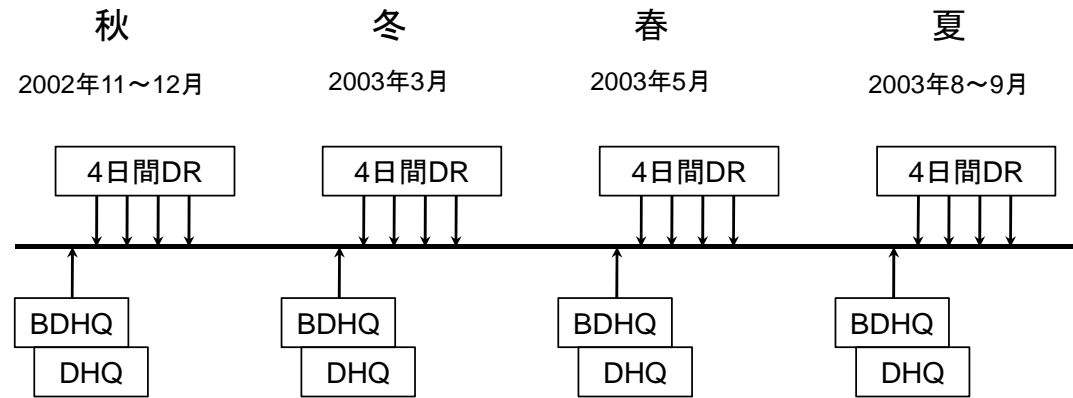 秋 冬 春 夏
2002年11～12月 2003年3月 2003年5月 2003年8～9月
4日間DR 4日間DR 4日間DR 4日間DR
BDHQ BDHQ BDHQ BDHQ
DHQ DHQ DHQ DHQ